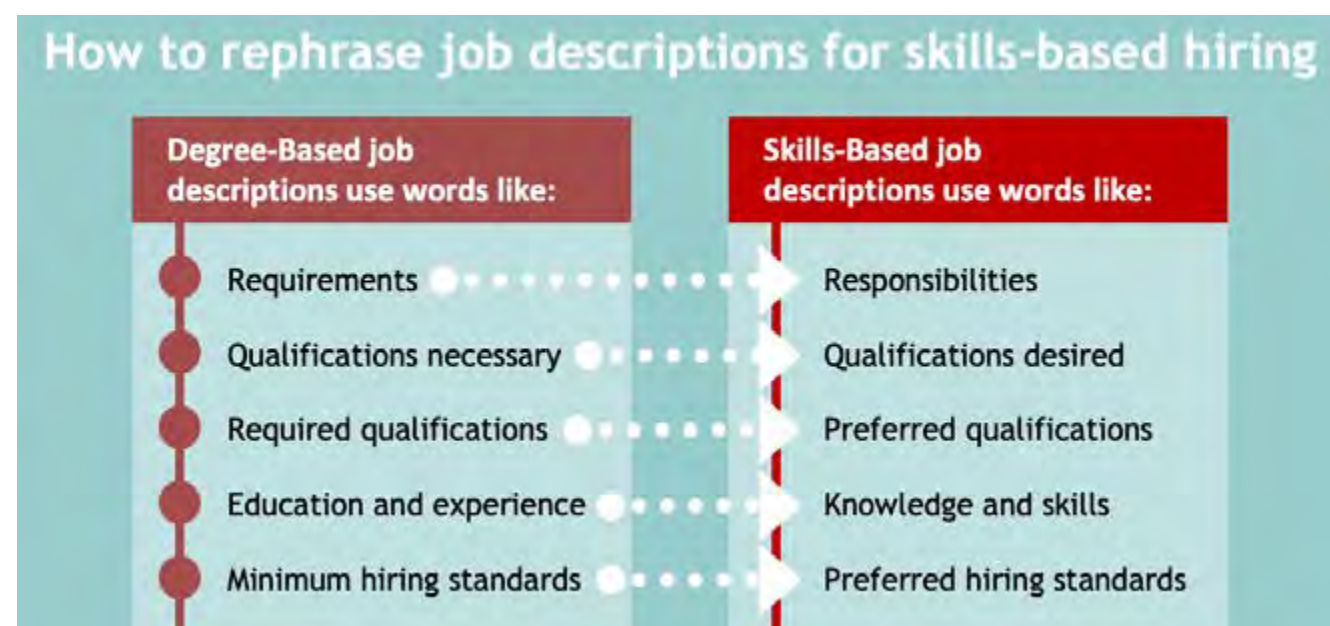 How to rephrase job descriptions for skills-based hiring
Degree-Based job
descriptions use words like:
Skills-Based job
descriptions use words like:
Requirements
Responsibilities
Qualifications necessary
Qualifications desired
Required qualifications
Preferred qualifications
Education and experience
Knowledge and skills
Minimum hiring standards
Preferred hiring standards